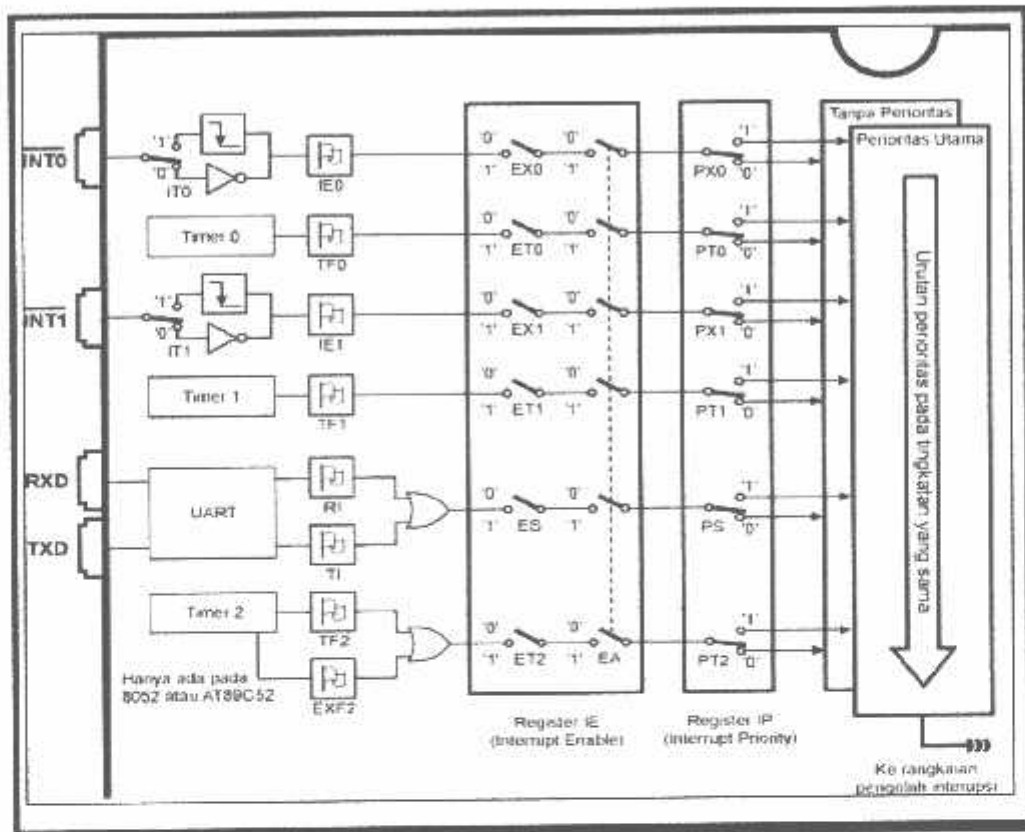 Tanpa Perioritas
Perioritas Utama
INT0
'1'
'0'
IT0
IE0
'0'
'1'
EX0
'0'
'1'
PX0
'1'
'0'
Timer 0
TF0
'0'
'1'
ET0
'0'
'1'
PT0
'1'
'0'
INT1
'1'
'0'
IT1
IE1
'0'
'1'
EX1
'0'
'1'
PX1
'1'
'0'
Timer 1
TF1
'0'
'1'
ET1
'0'
'1'
PT1
'1'
'0'
RXD
TXD
UART
RI
TI
'0'
'1'
ES
'0'
'1'
PS
'1'
'0'
Timer 2
TF2
EXF2
'0'
'1'
ET2
'0'
'1'
EA
PT2
'1'
'0'
Hanya ada pada
8052 atau AT89C52
Register IE
(Interrupt Enable)
Register IP
(Interrupt Priority)
Urutan perioritas pada tingkatan yang sama
Ke rangkaian
pengolah interupsi